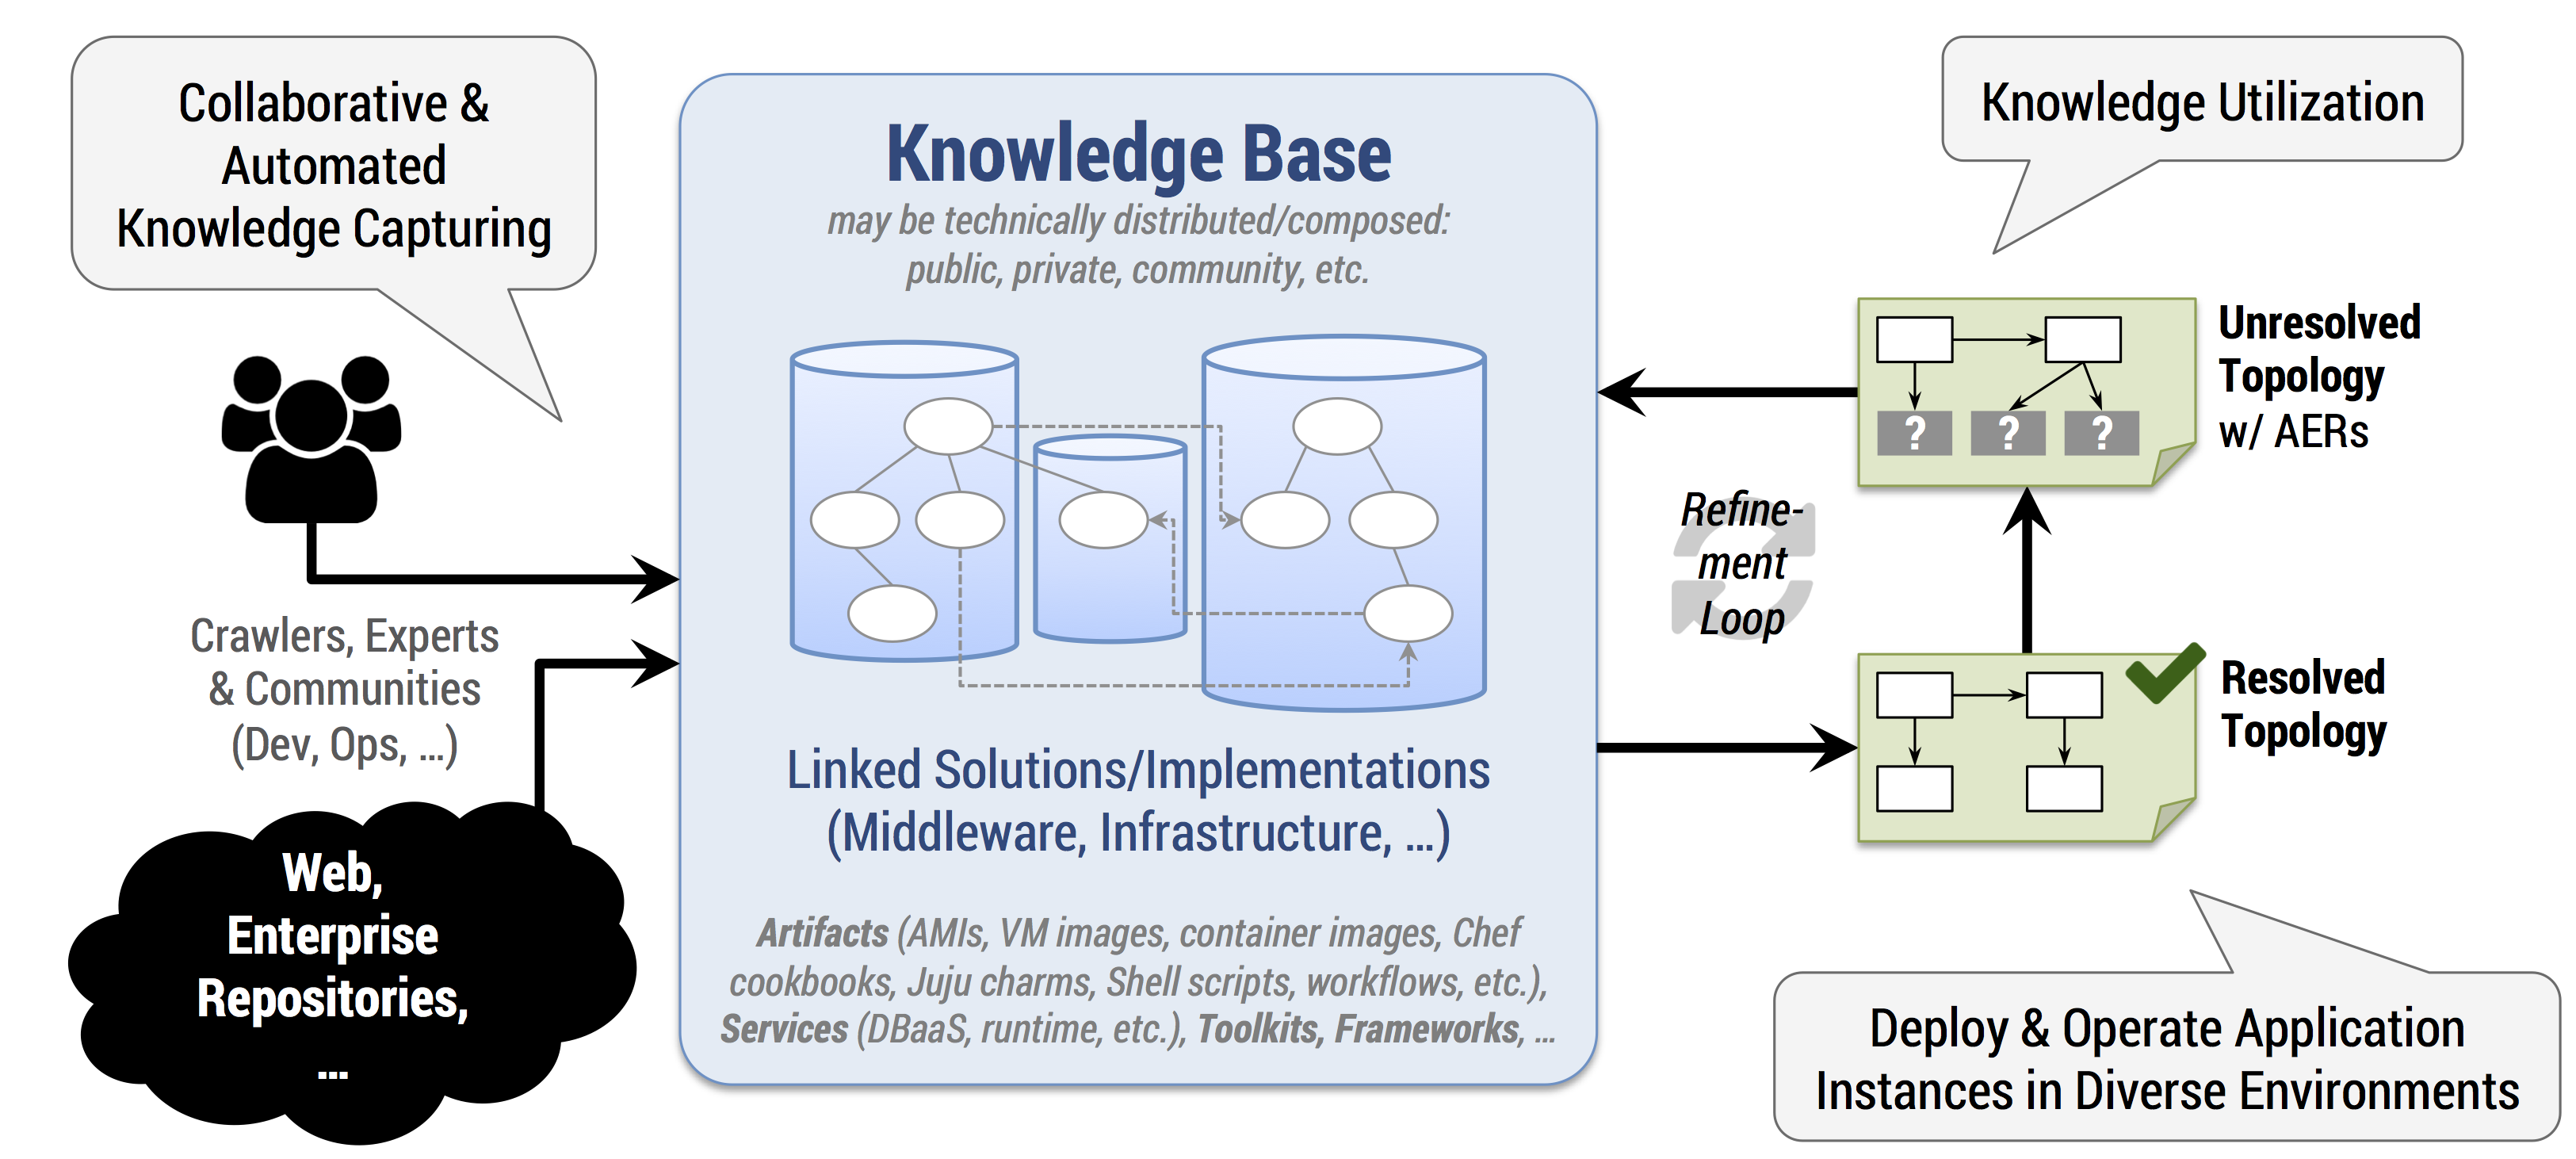 Collaborative &
Automated
Knowledge Capturing
Crawlers, Experts
& Communities
(Dev, Ops, ...)
Web,
Enterprise
Repositories,
...
Knowledge Base
may be technically distributed/composed:
public, private, community, etc.
Linked Solutions/Implementations
(Middleware, Infrastructure, ...)
Artifacts (AMIs, VM images, container images, Chef
cookbooks, Juju charms, Shell scripts, workflows, etc.),
Services (DBaaS, runtime, etc.), Toolkits, Frameworks, ...
Knowledge Utilization
? ? ?
Unresolved
Topology
w/ AERs
Refine-
ment
Loop
Resolved
Topology
Deploy & Operate Application
Instances in Diverse Environments